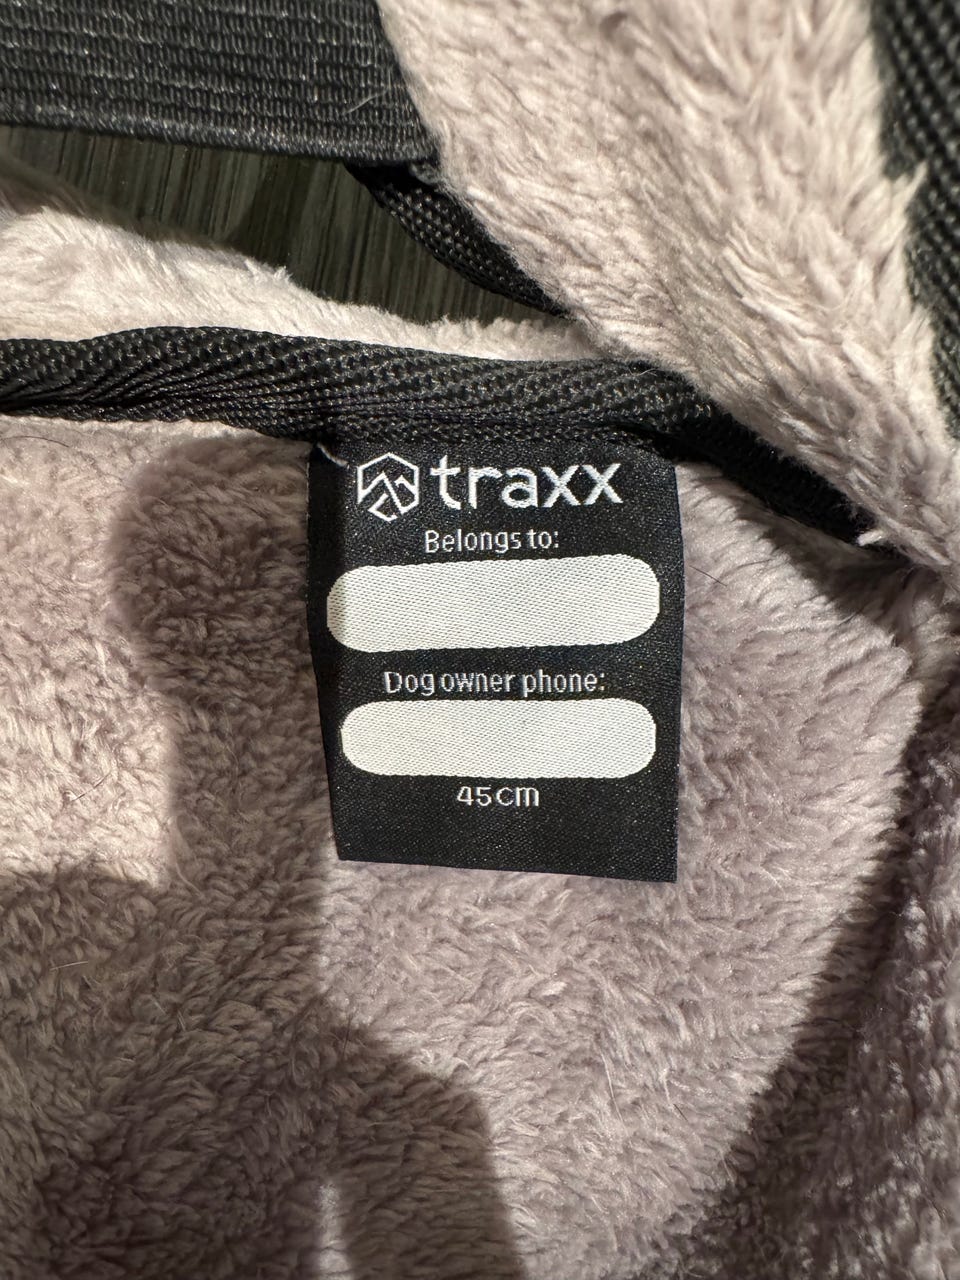 traxx
Belongs to:
Dog owner phone:
45cm